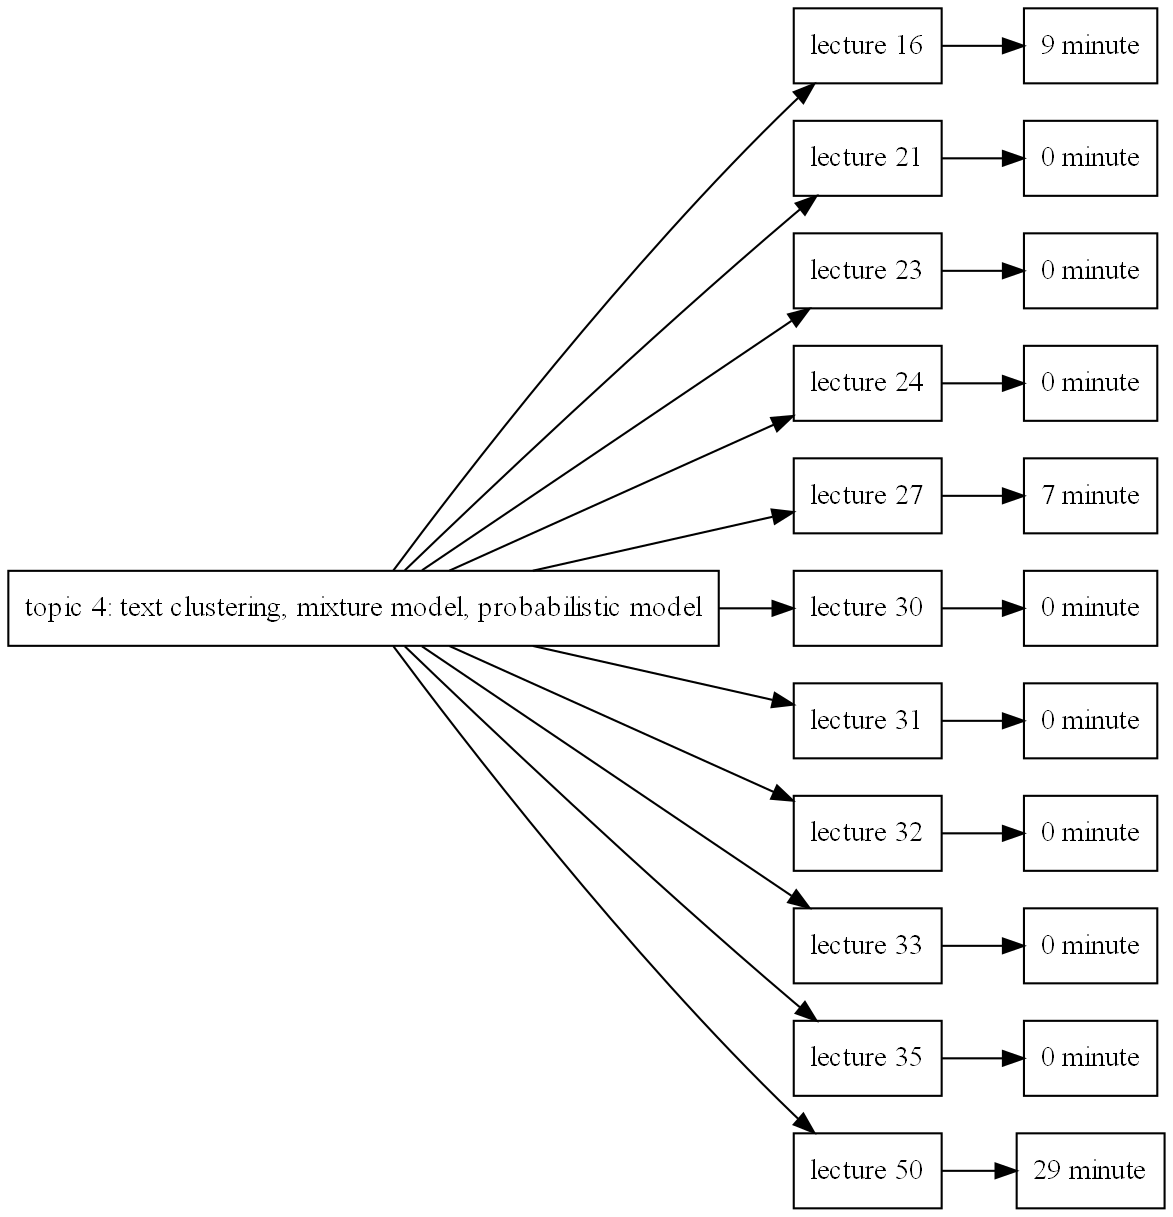 lecture 16
9 minute
lecture 21
0 minute
lecture 23
0 minute
lecture 24
0 minute
lecture 27
7 minute
topic 4: text clustering, mixture model, probabilistic model
lecture 30
0 minute
lecture 31
0 minute
lecture 32
0 minute
lecture 33
0 minute
lecture 35
0 minute
lecture 50
29 minute